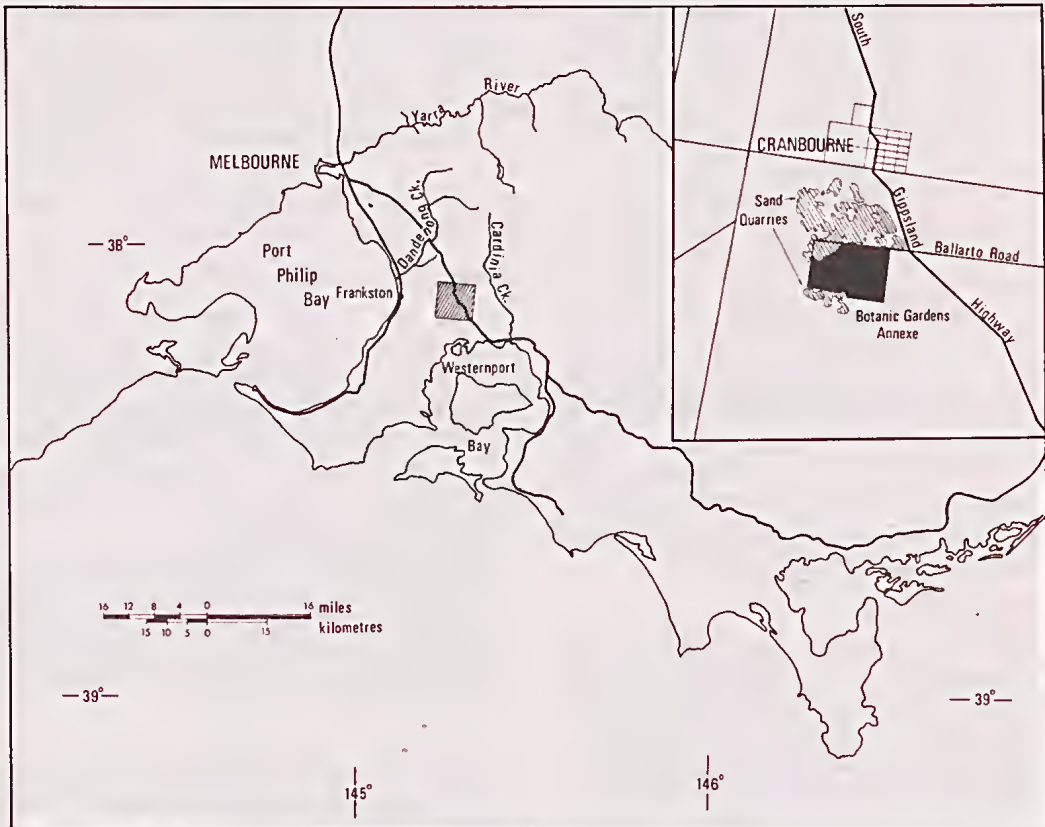 Yarra River
MELBOURNE
Dandenong Ck.
Cardinia Ck.
—38°
Port
Philip
Bay
Frankston
Westernport
Bay
16 12 8 4 0 16 miles
15 10 5 0 15 kilometres
—39°
—39°
145°
146°
South
CRANBOURNE
Sand
Quarries
Gippsland
Ballarto Road
Botanic Gardens
Annexe
Highway